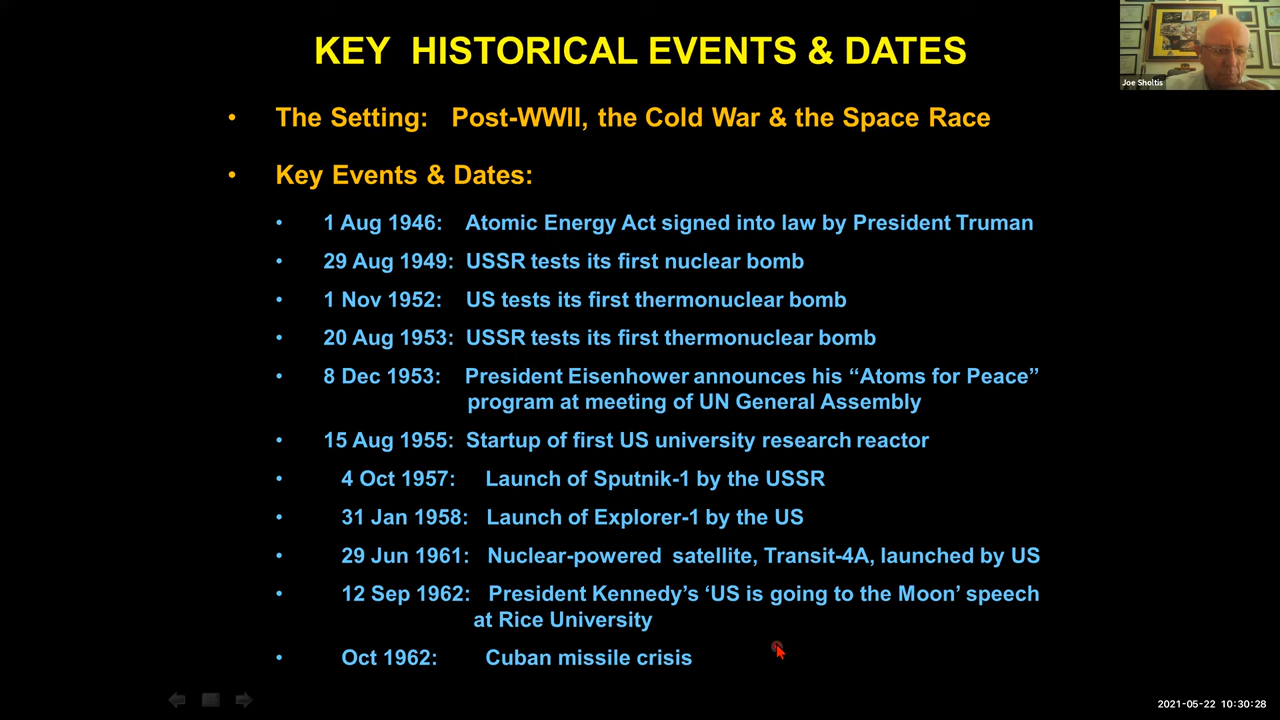 KEY HISTORICAL EVENTS & DATES
Joe Sholtis
• The Setting: Post-WWII, the Cold War & the Space Race
• Key Events & Dates:
• 1 Aug 1946: Atomic Energy Act signed into law by President Truman
• 29 Aug 1949: USSR tests its first nuclear bomb
• 1 Nov 1952: US tests its first thermonuclear bomb
• 20 Aug 1953: USSR tests its first thermonuclear bomb
• 8 Dec 1953: President Eisenhower announces his “Atoms for Peace”
program at meeting of UN General Assembly
• 15 Aug 1955: Startup of first US university research reactor
• 4 Oct 1957: Launch of Sputnik-1 by the USSR
• 31 Jan 1958: Launch of Explorer-1 by the US
• 29 Jun 1961: Nuclear-powered satellite, Transit-4A, launched by US
• 12 Sep 1962: President Kennedy’s ‘US is going to the Moon’ speech
at Rice University
• Oct 1962: Cuban missile crisis
2021-05-22 10:30:28